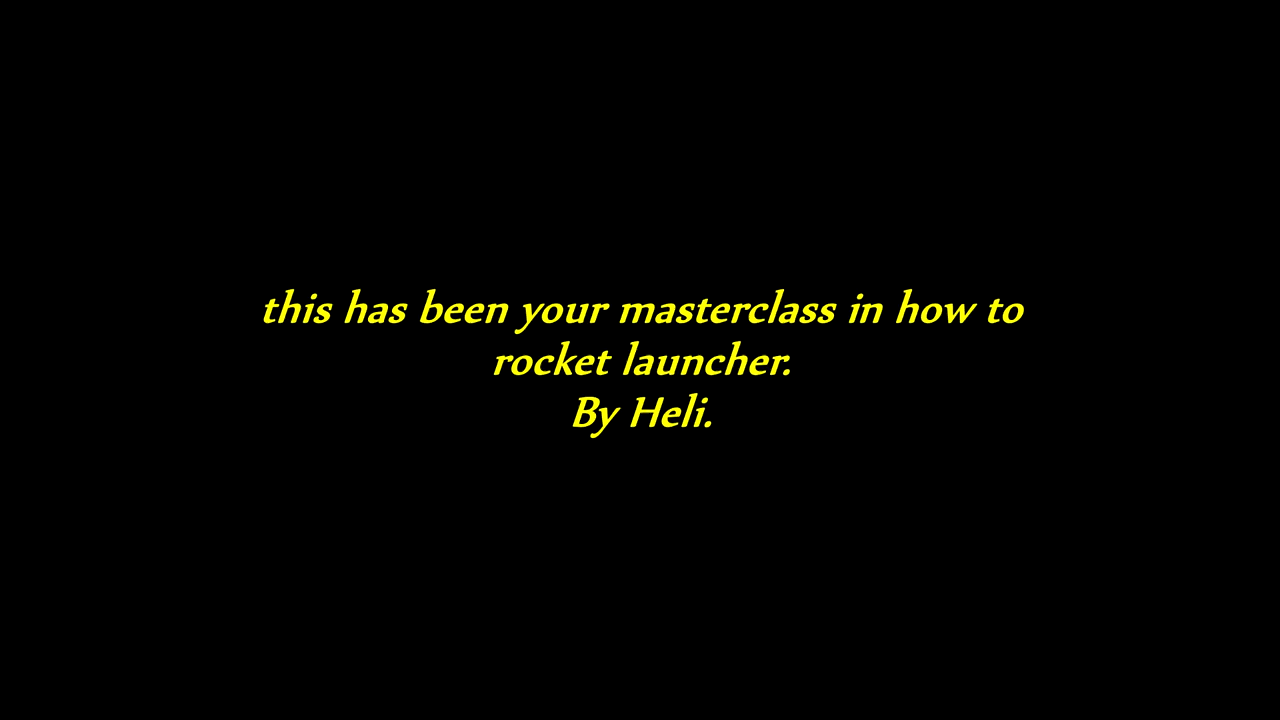 this has been your masterclass in how to
rocket launcher.
By Heli.